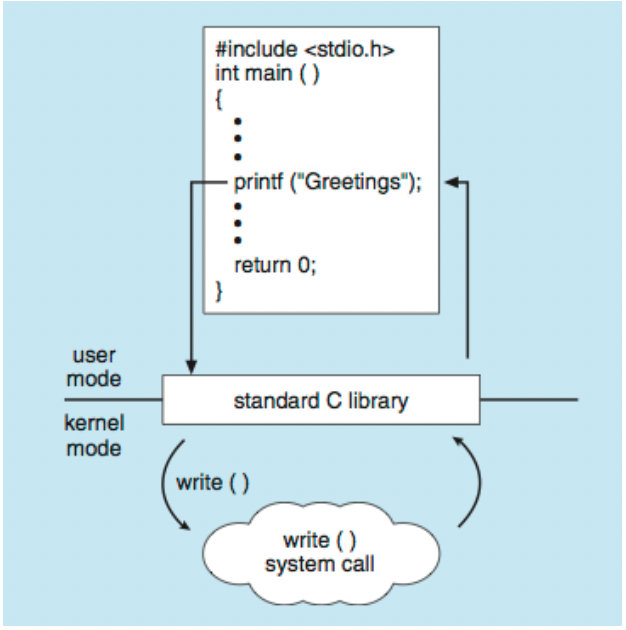 #include <stdio.h>
int main ( )
{
•
•
•
printf ("Greetings");
•
•
•
return 0;
}
user
mode
standard C library
kernel
mode
write ( )
write ( )
system call